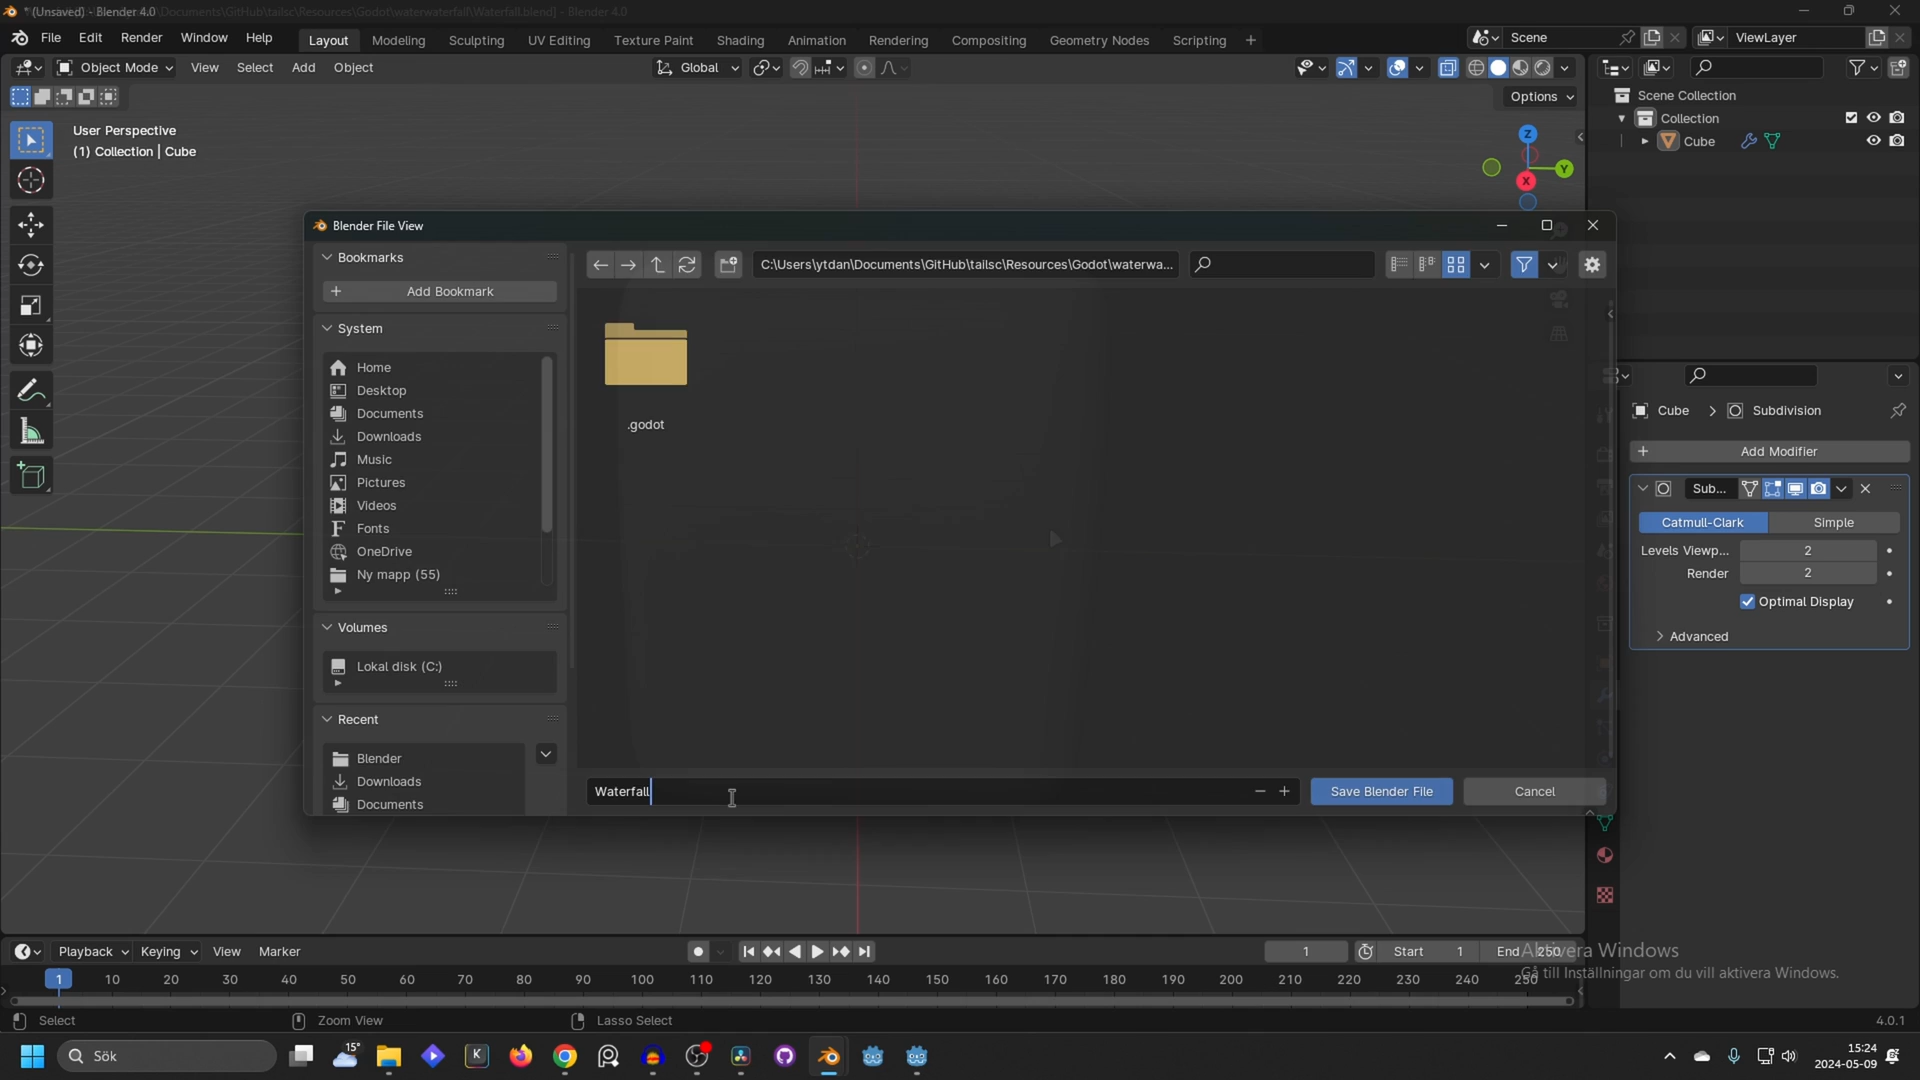 * (Unsaved) - Blender 4.0
File Edit Render Window Help
Layout Modeling Sculpting UV Editing Texture Paint Shading Animation Rendering Compositing Geometry Nodes Scripting +
Scene
ViewLayer
Object Mode View Select Add Object
Global
Options
User Perspective
(1) Collection | Cube
Z
Y
X
Scene Collection
Collection
Cube
Blender File View
Bookmarks
Add Bookmark
System
Home
Desktop
Documents
Downloads
Music
Pictures
Videos
Fonts
OneDrive
Ny mapp (55)
Volumes
Lokal disk (C:)
Recent
Blender
Downloads
Documents
C:\Users\ytdan\Documents\GitHub\tailsc\Resources\Godot\waterwa...
.godot
Waterfall
Save Blender File
Cancel
Cube > Subdivision
Add Modifier
Sub...
Catmull-Clark Simple
Levels Viewp... 2
Render 2
Optimal Display
Advanced
Playback Keying View Marker
1
Start 1
End 250
1 10 20 30 40 50 60 70 80 90 100 110 120 130 140 150 160 170 180 190 200 210 220 230 240 250
Aktivera Windows
Gå till Inställningar om du vill aktivera Windows.
Select
Zoom View
Lasso Select
4.0.1
Sök
15°
K
15:24
2024-05-09